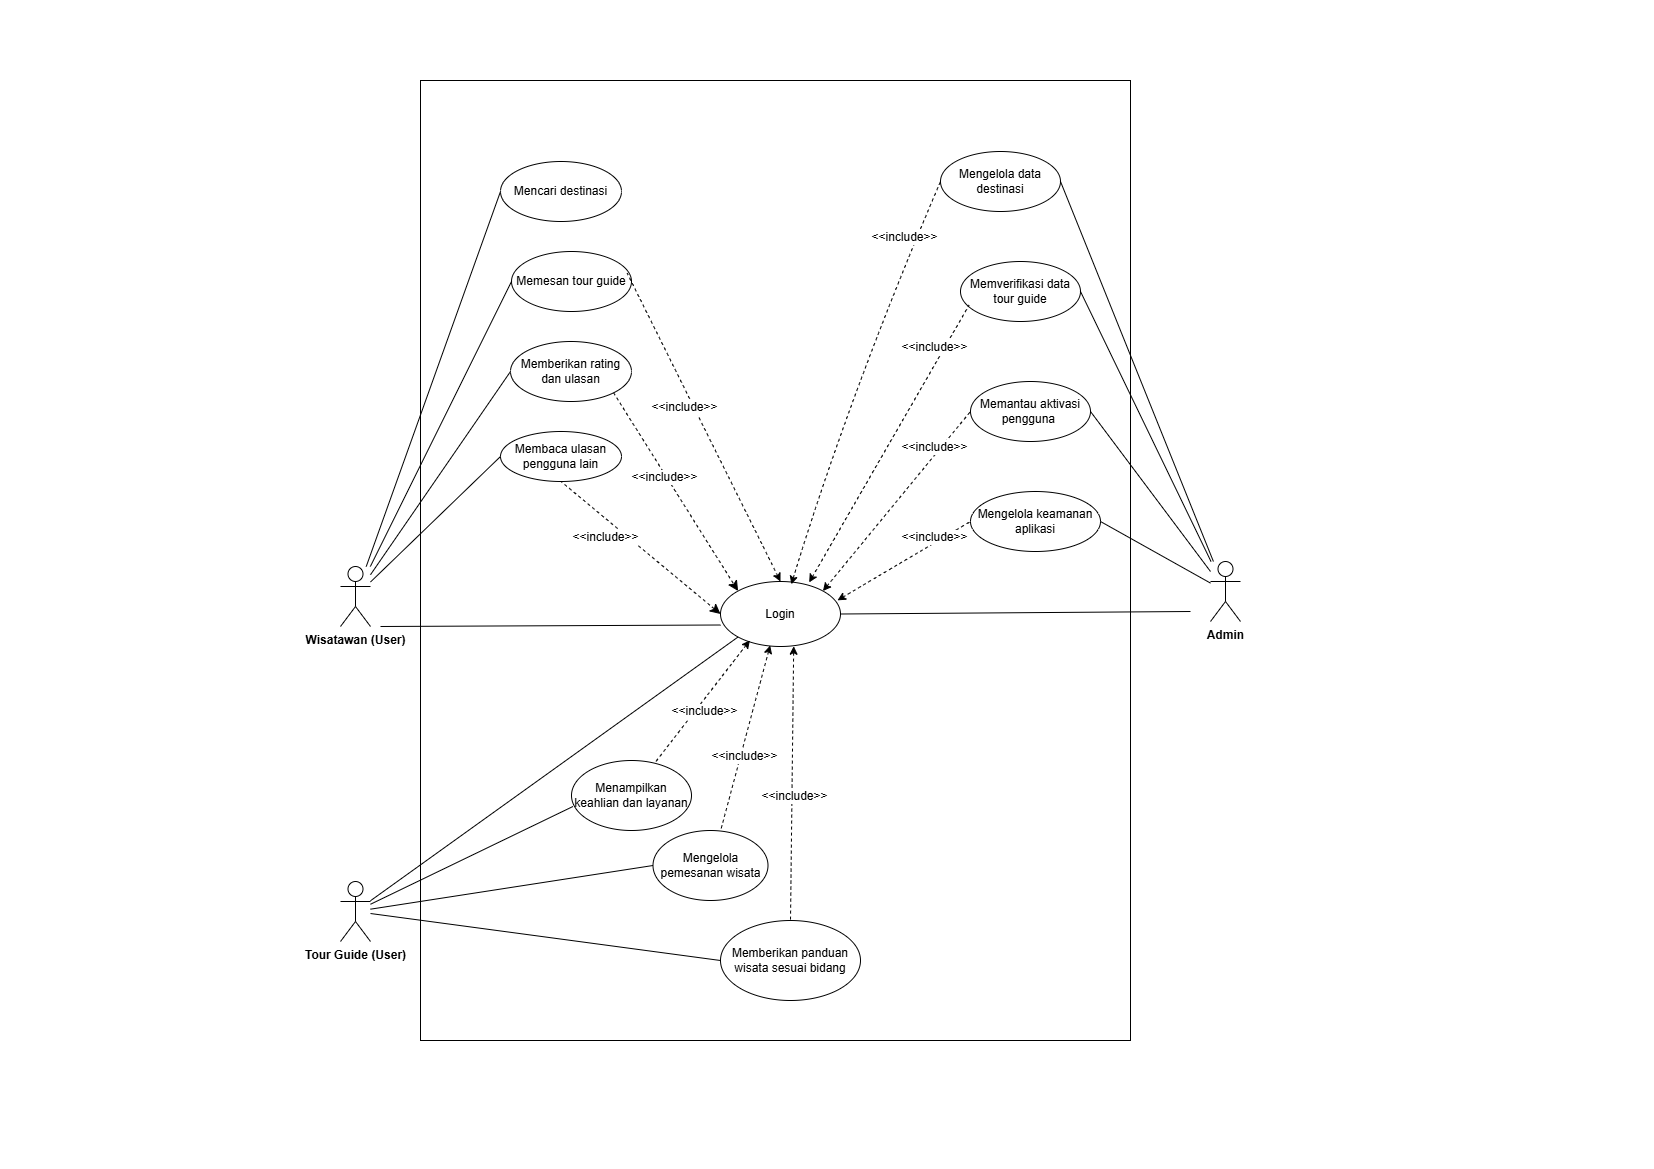 Mencari destinasi
Memesan tour guide
Memberikan rating
dan ulasan
Membaca ulasan
pengguna lain
<<include>>
<<include>>
<<include>>
Mengelola data
destinasi
<<include>>
Memverifikasi data
tour guide
<<include>>
Memantau aktivasi
pengguna
<<include>>
Mengelola keamanan
aplikasi
<<include>>
Login
Wisatawan (User)
Admin
<<include>>
<<include>>
<<include>>
Menampilkan
keahlian dan layanan
Mengelola
pemesanan wisata
Memberikan panduan
wisata sesuai bidang
Tour Guide (User)